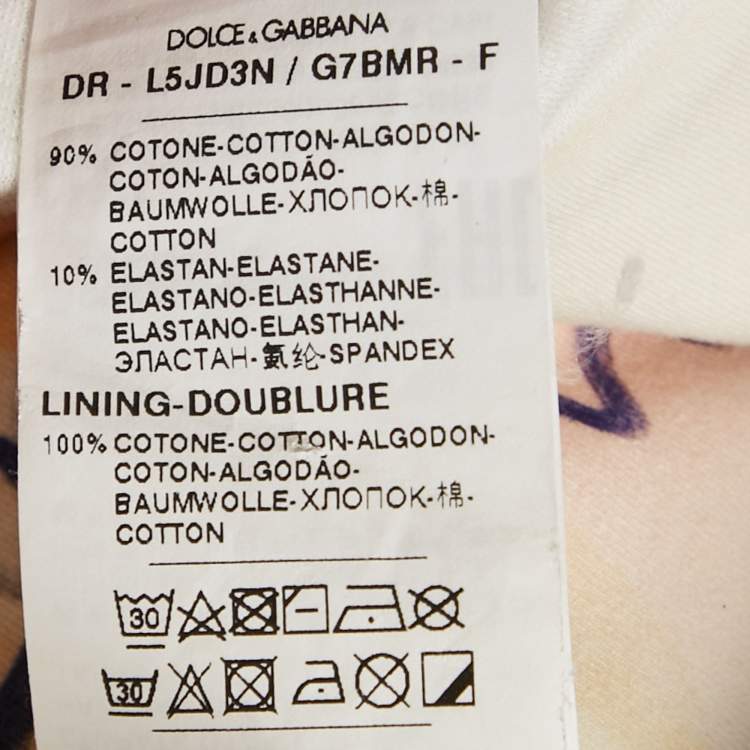 DOLCE & GABBANA
DR - L5JD3N / G7BMR - F
90% COTONE-COTTON-ALGODON-
COTON-ALGODÃO-
BAUMWOLLE-ХЛОПОК-棉-
COTTON
10% ELASTAN-ELASTANE-
ELASTANO-ELASTHANNE-
ELASTANO-ELASTHAN-
ЭЛАСТАН-氨纶-SPANDEX
LINING-DOUBLURE
100% COTONE-COTTON-ALGODON-
COTON-ALGODÃO-
BAUMWOLLE-ХЛОПОК-棉-
COTTON
30
30